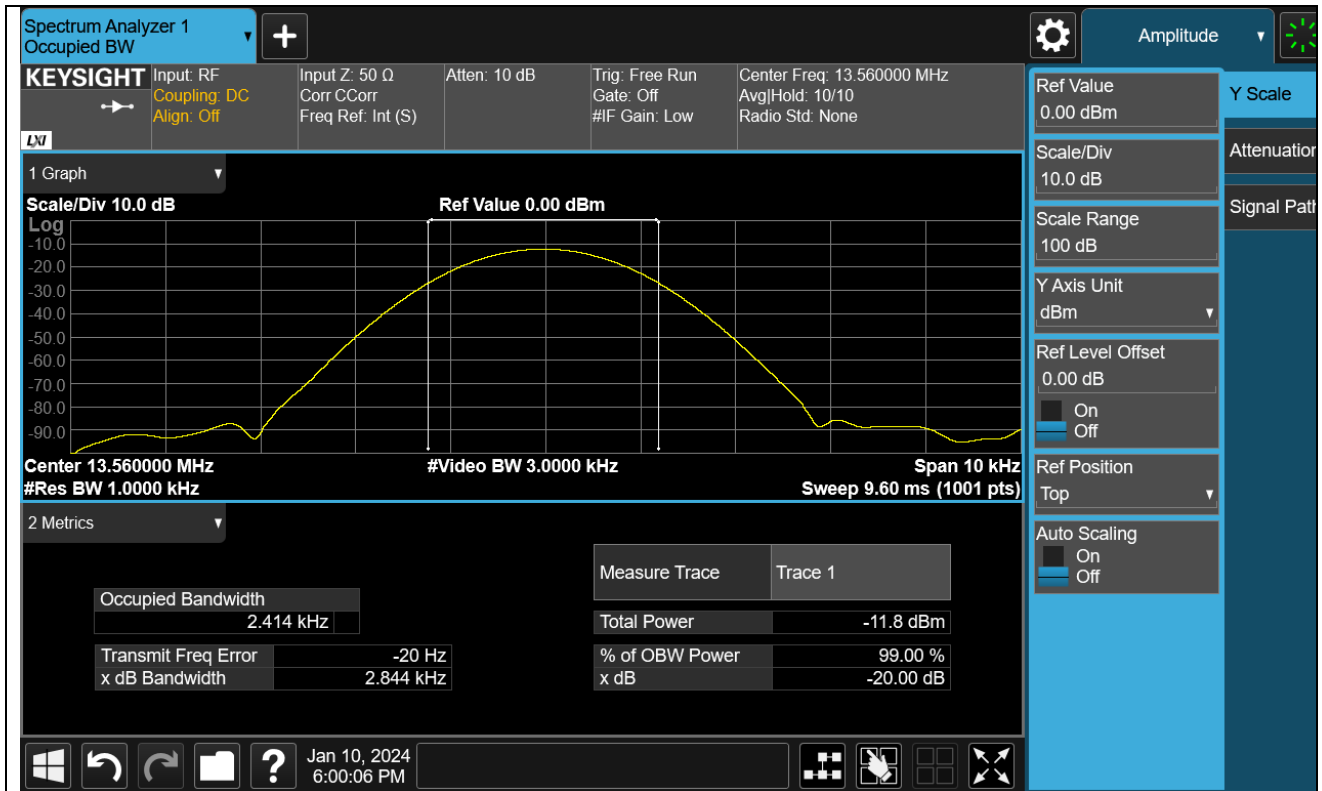 Spectrum Analyzer 1
Occupied BW
Amplitude
KEYSIGHT
LXI
Input: RF
Coupling: DC
Align: Off
Input Z: 50 Ω
Corr CCorr
Freq Ref: Int (S)
Atten: 10 dB
Trig: Free Run
Gate: Off
#IF Gain: Low
Center Freq: 13.560000 MHz
Avg|Hold: 10/10
Radio Std: None
1 Graph
Scale/Div 10.0 dB
Ref Value 0.00 dBm
Log
-10.0
-20.0
-30.0
-40.0
-50.0
-60.0
-70.0
-80.0
-90.0
Center 13.560000 MHz
#Video BW 3.0000 kHz
Span 10 kHz
#Res BW 1.0000 kHz
Sweep 9.60 ms (1001 pts)
2 Metrics
Occupied Bandwidth
2.414 kHz
Transmit Freq Error -20 Hz
x dB Bandwidth 2.844 kHz
Measure Trace Trace 1
Total Power -11.8 dBm
% of OBW Power 99.00 %
x dB -20.00 dB
Jan 10, 2024
6:00:06 PM
Ref Value
0.00 dBm
Scale/Div
10.0 dB
Scale Range
100 dB
Y Axis Unit
dBm
Ref Level Offset
0.00 dB
On
Off
Ref Position
Top
Auto Scaling
On
Off
Y Scale
Attenuation
Signal Path